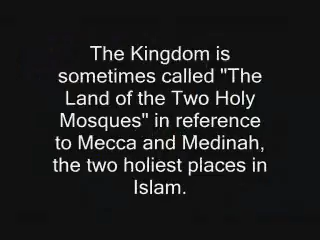 The Kingdom is
sometimes called "The
Land of the Two Holy
Mosques" in reference
to Mecca and Medinah,
the two holiest places in
Islam.